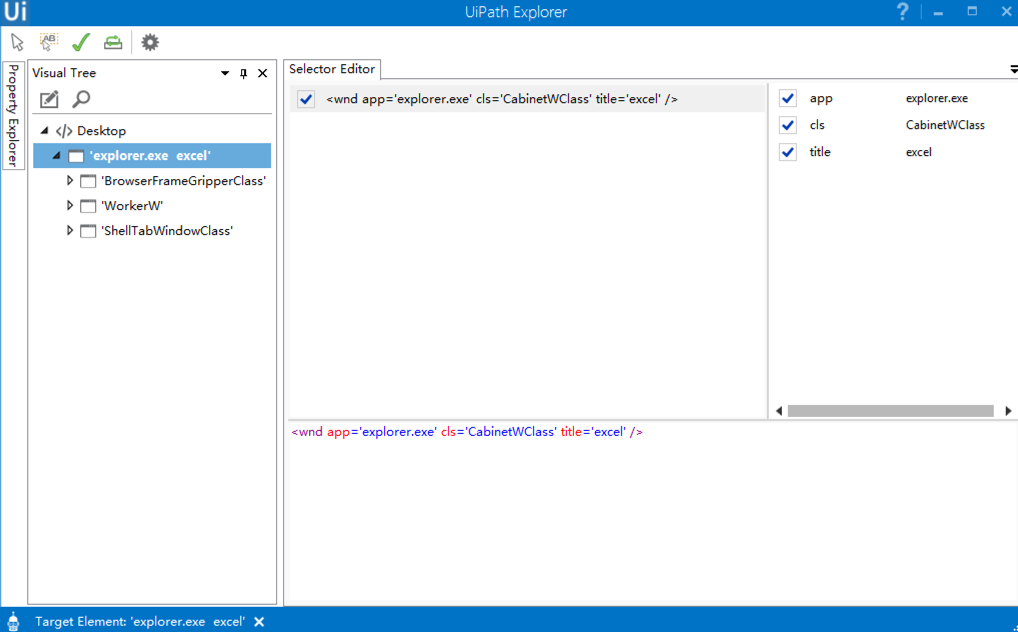 Ui UiPath Explorer ?
AB
Property Explorer
Visual Tree
Desktop
'explorer.exe excel'
'BrowserFrameGripperClass'
'WorkerW'
'ShellTabWindowClass'
Selector Editor
<wnd app='explorer.exe' cls='CabinetWClass' title='excel' />
app explorer.exe
cls CabinetWClass
title excel
<wnd app='explorer.exe' cls='CabinetWClass' title='excel' />
Target Element: 'explorer.exe excel'